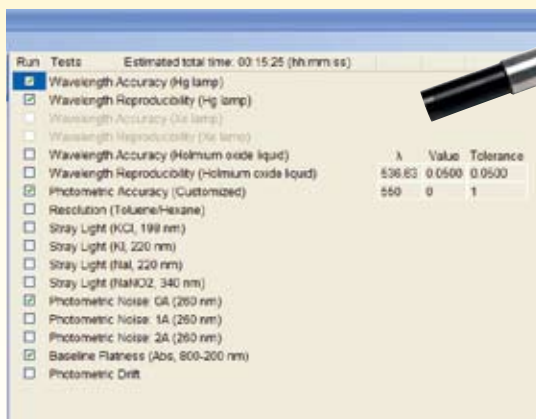 Run Tests Estimated total time: 00:15:25 (hh:mm:ss)
Wavelength Accuracy (Hg lamp)
Wavelength Reproducibility (Hg lamp)
Wavelength Accuracy (Xe lamp)
Wavelength Reproducibility (Xe lamp)
Wavelength Accuracy (Holmium oxide liquid) λ Value Tolerance
Wavelength Reproducibility (Holmium oxide liquid) 536.63 0.0500 0.0500
Photometric Accuracy (Customized) 550 0 1
Resolution (Toluene/Hexane)
Stray Light (KCl, 198 nm)
Stray Light (KI, 220 nm)
Stray Light (NaI, 220 nm)
Stray Light (NaNO2, 340 nm)
Photometric Noise: 0A (260 nm)
Photometric Noise: 1A (260 nm)
Photometric Noise: 2A (260 nm)
Baseline Flatness (Abs, 800-200 nm)
Photometric Drift